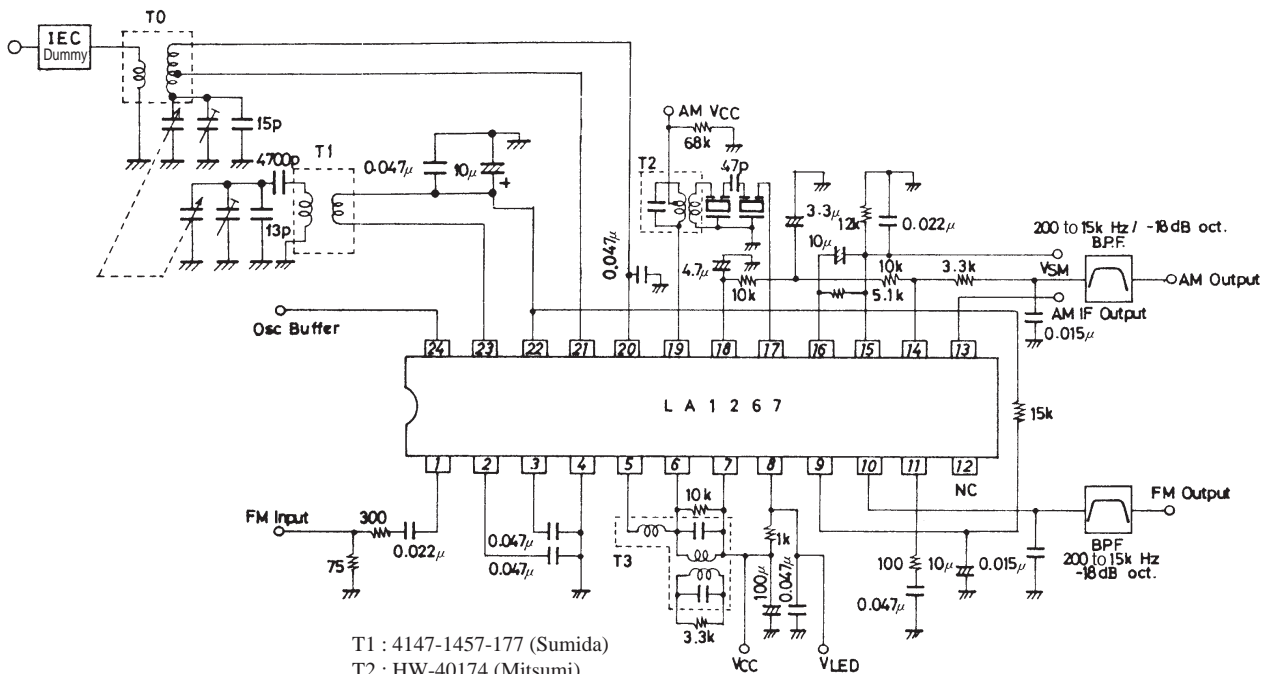 T0
IEC
Dummy
15p
4700p
T1
0.047μ
10μ
+
13p
AM VCC
68k
T2
47p
3.3μ
12k
0.022μ
200 to 15k Hz / -18dB oct.
B.P.F.
10μ
0.047μ
4.7μ
10k
10k
3.3k
VSM
AM Output
5.1k
AM IF Output
0.015μ
Osc Buffer
24 23 22 21 20 19 18 17 16 15 14 13
LA1267
15k
1 2 3 4 5 6 7 8 9 10 11 12
NC
FM Input
300
0.022μ
75
0.047μ
0.047μ
10k
T3
1k
3.3k
100μ
0.047μ
100
0.047μ
10μ
0.015μ
FM Output
BPF
200 to 15k Hz
-18dB oct.
VCC
VLED
T1 : 4147-1457-177 (Sumida)
T2 : HW-40174 (Mitsumi)